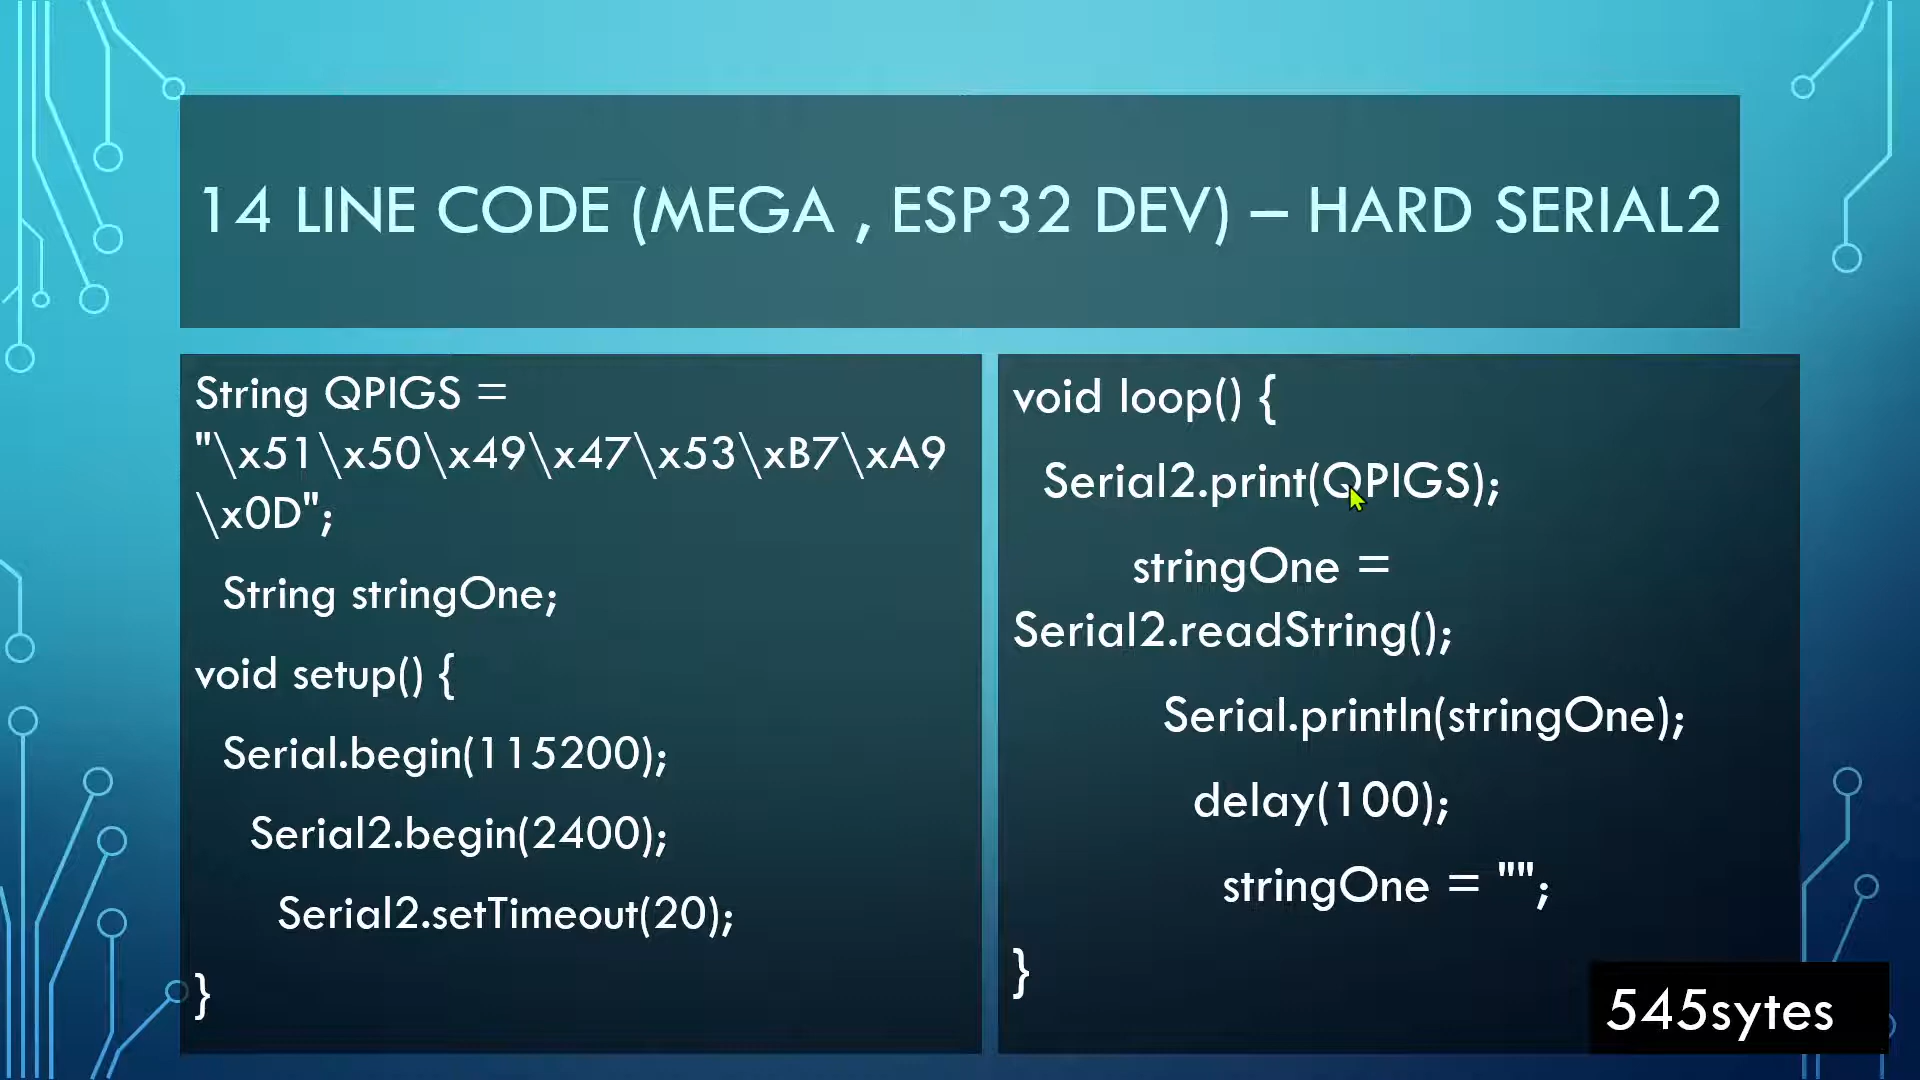 14 LINE CODE (MEGA , ESP32 DEV) – HARD SERIAL2
String QPIGS =
"\x51\x50\x49\x47\x53\xB7\xA9
\x0D";
String stringOne;
void setup() {
Serial.begin(115200);
Serial2.begin(2400);
Serial2.setTimeout(20);
}
void loop() {
Serial2.print(QPIGS);
stringOne =
Serial2.readString();
Serial.println(stringOne);
delay(100);
stringOne = "";
}
545sytes